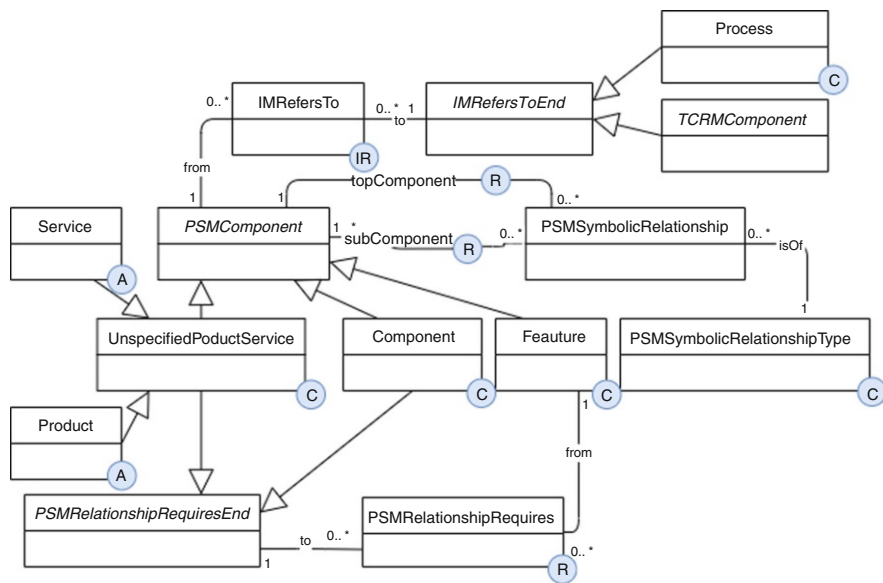 Process
C
0.. *
IMRefersTo
0.. *
to
1
IMRefersToEnd
IR
TCRMComponent
from
topComponent
R
1
1
0.. *
Service
PSMComponent
1
*
subComponent
R
0.. *
PSMSymbolicRelationship
0.. *
isOf
A
1
UnspecifiedPoductService
Component
Feauture
PSMSymbolicRelationshipType
C
C
C
C
1
Product
A
from
PSMRelationshipRequiresEnd
PSMRelationshipRequires
to
0.. *
1
0.. *
R